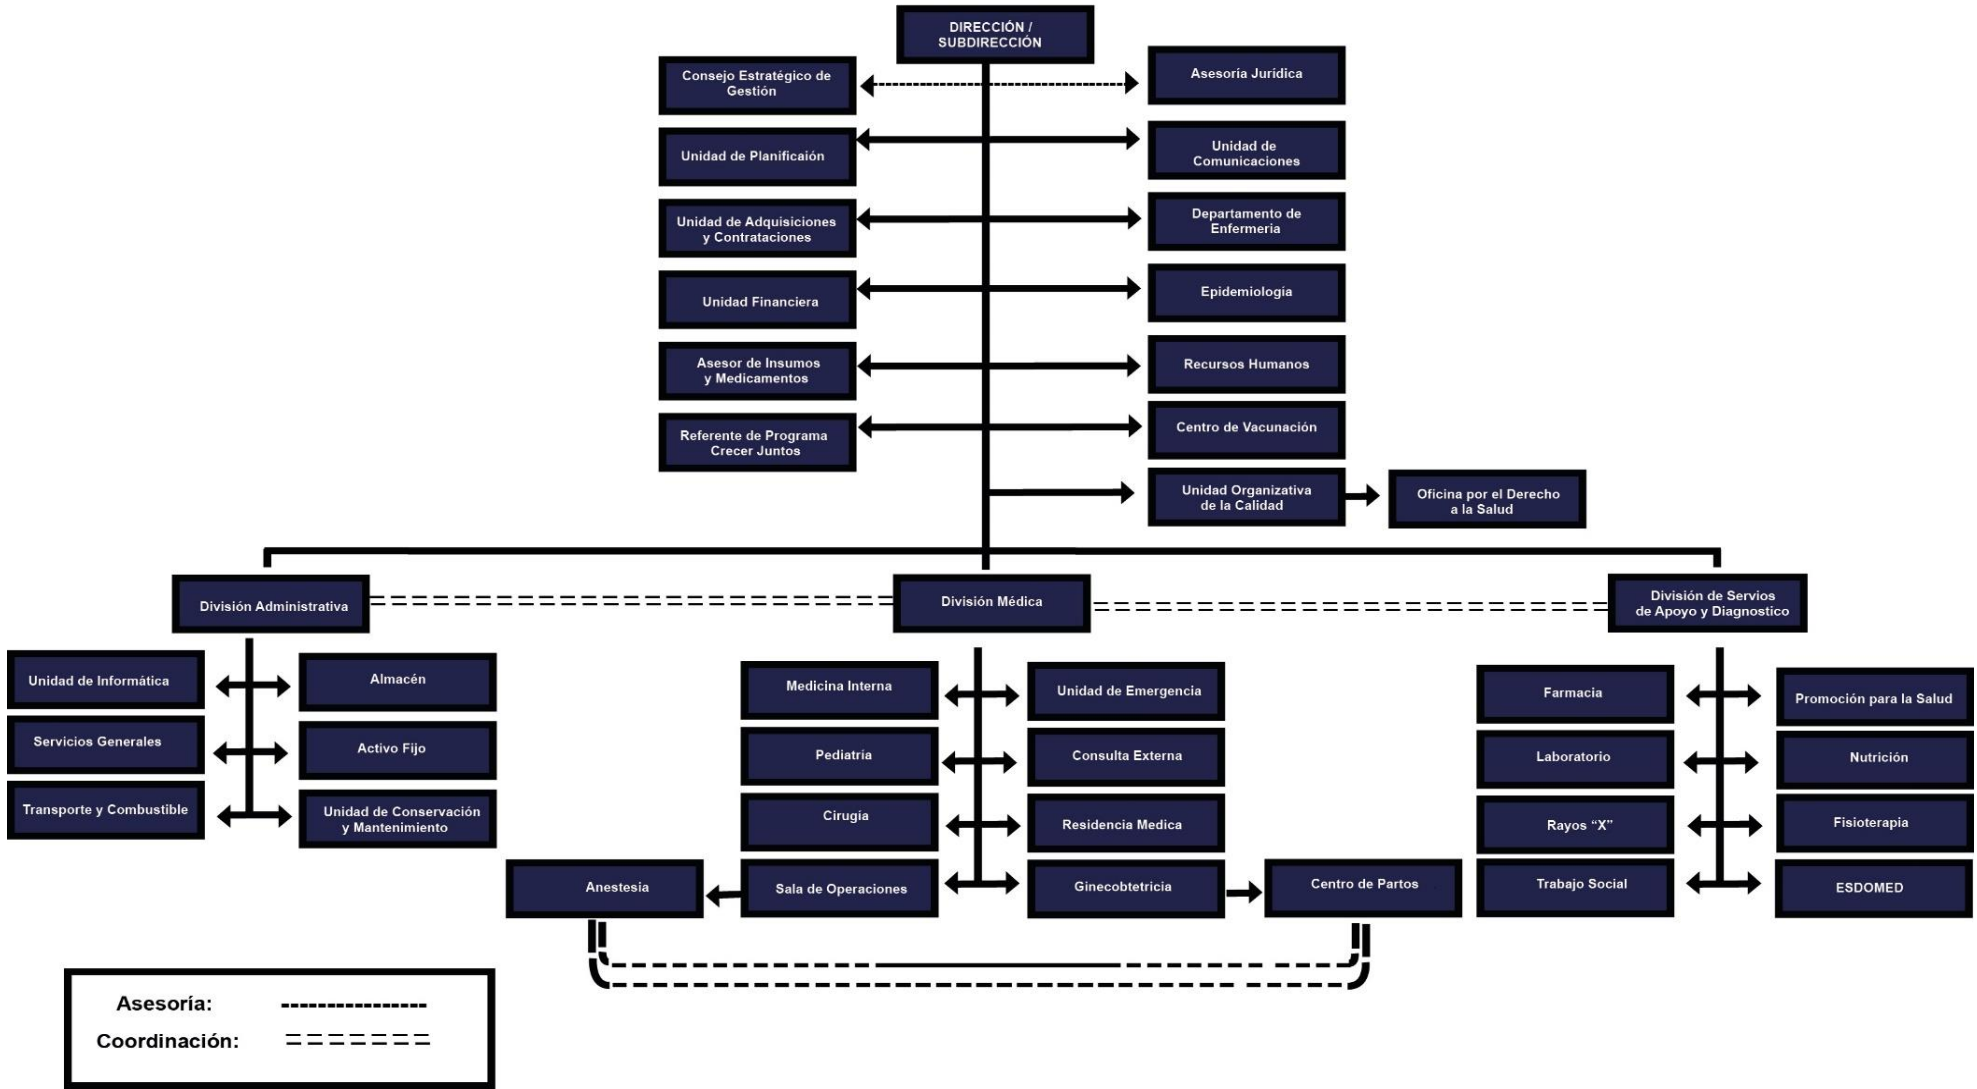 DIRECCIÓN /
SUBDIRECCIÓN
Consejo Estratégico de
Gestión
Asesoría Jurídica
Unidad de Planificaión
Unidad de
Comunicaciones
Unidad de Adquisiciones
y Contrataciones
Departamento de
Enfermeria
Unidad Financiera
Epidemiología
Asesor de Insumos
y Medicamentos
Recursos Humanos
Referente de Programa
Crecer Juntos
Centro de Vacunación
Unidad Organizativa
de la Calidad
Oficina por el Derecho
a la Salud
División Administrativa
División Médica
División de Servios
de Apoyo y Diagnostico
Unidad de Informática
Almacén
Servicios Generales
Activo Fijo
Transporte y Combustible
Unidad de Conservación
y Mantenimiento
Medicina Interna
Unidad de Emergencia
Pediatría
Consulta Externa
Cirugía
Residencia Medica
Anestesia
Sala de Operaciones
Ginecobtetricia
Centro de Partos
Farmacia
Promoción para la Salud
Laboratorio
Nutrición
Rayos “X”
Fisioterapia
Trabajo Social
ESDOMED
Asesoría:
Coordinación: